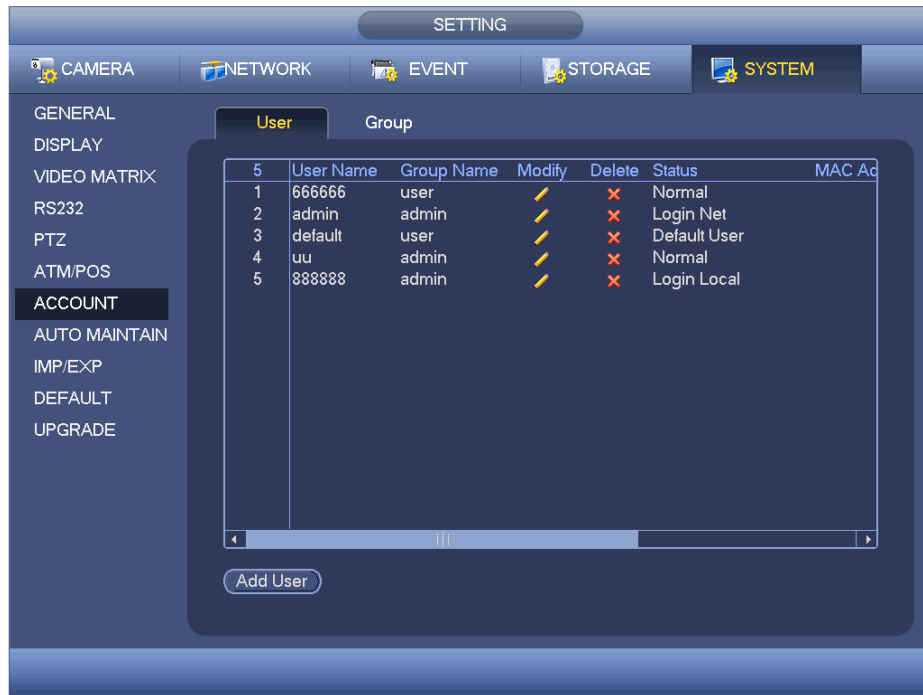 SETTING
CAMERA NETWORK EVENT STORAGE SYSTEM
GENERAL
DISPLAY
VIDEO MATRIX
RS232
PTZ
ATM/POS
ACCOUNT
AUTO MAINTAIN
IMP/EXP
DEFAULT
UPGRADE
User Group
5 User Name Group Name Modify Delete Status MAC Ad
1 666666 user Normal
2 admin admin Login Net
3 default user Default User
4 uu admin Normal
5 888888 admin Login Local
Add User